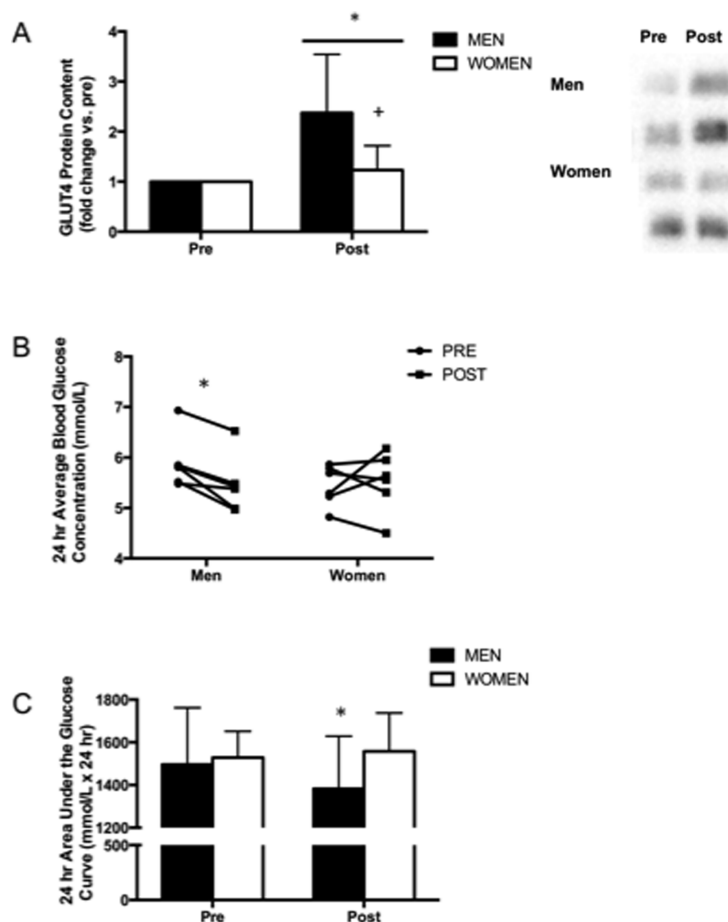 A
GLUT4 Protein Content
(fold change vs. pre)
4
3
2
1
0
*
+
MEN
WOMEN
Pre
Post
Pre Post
Men
Women
B
24 hr Average Blood Glucose
Concentration (mmol/L)
8
7
6
5
4
*
PRE
POST
Men
Women
C
24 hr Area Under the Glucose
Curve (mmol/L x 24 hr)
MEN
WOMEN
1800
1600
1400
1200
500
0
*
Pre
Post